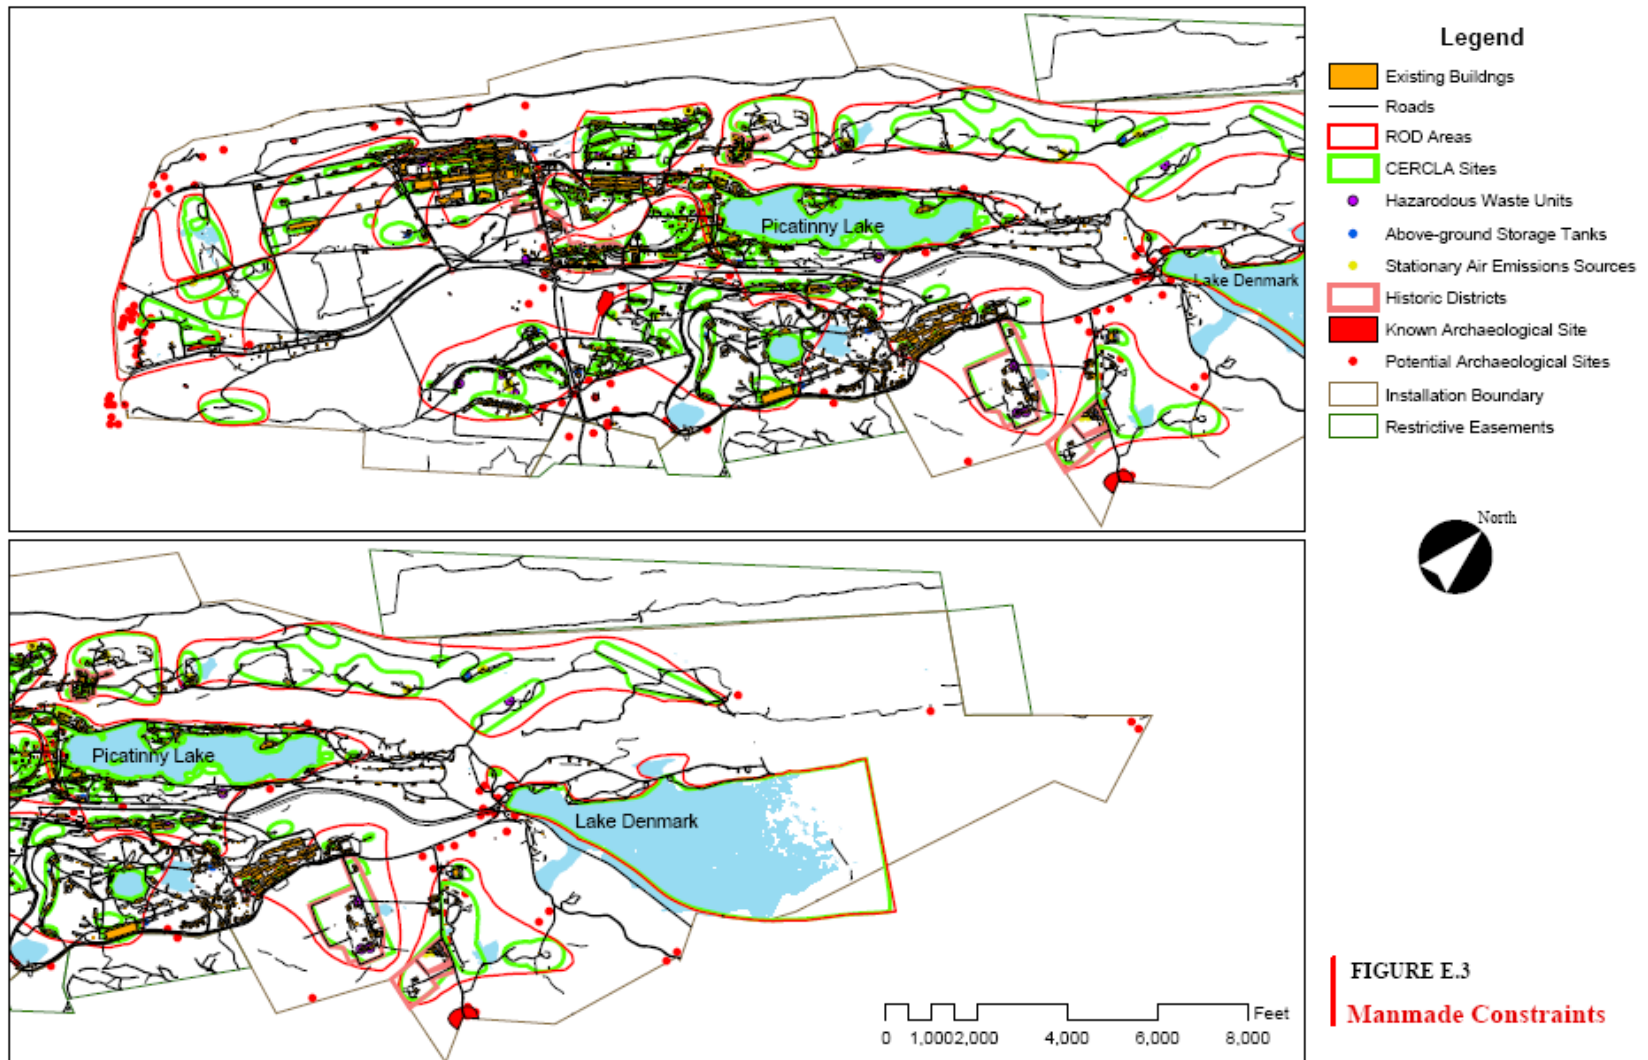 Picatinny Lake
Lake Denmark
Legend
Existing Buildngs
Roads
ROD Areas
CERCLA Sites
Hazarodous Waste Units
Above-ground Storage Tanks
Stationary Air Emissions Sources
Historic Districts
Known Archaeological Site
Potential Archaeological Sites
Installation Boundary
Restrictive Easements
North
Picatinny Lake
Lake Denmark
Feet
0 1,000 2,000 4,000 6,000 8,000
FIGURE E.3
Manmade Constraints